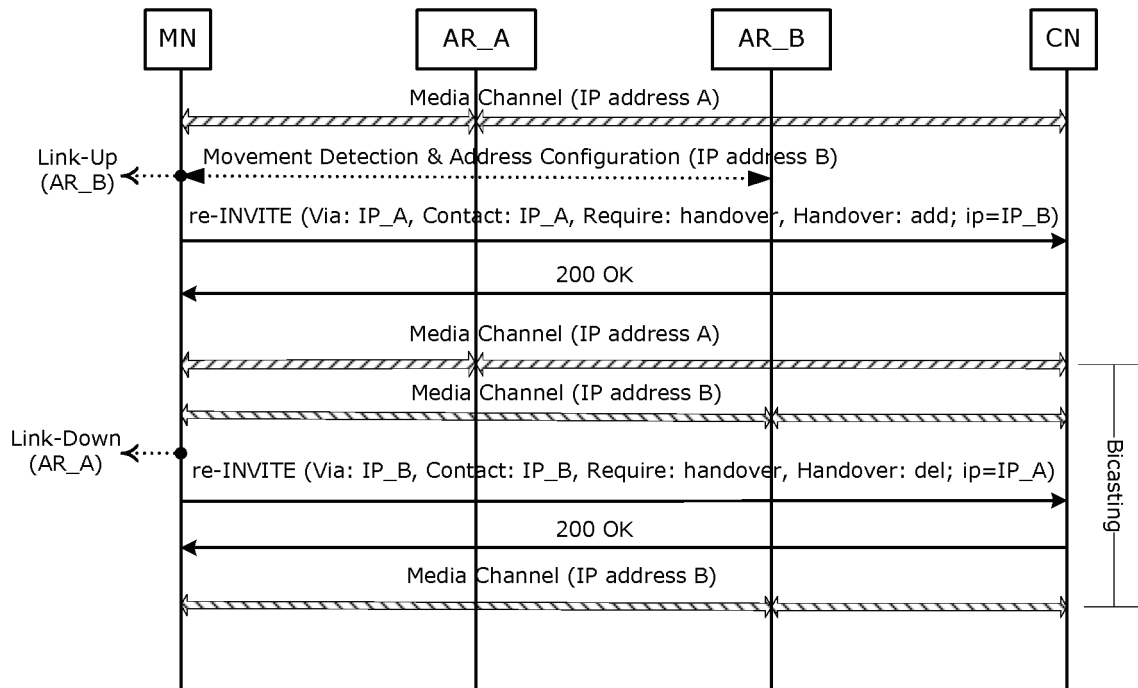 MN
AR_A
AR_B
CN
Media Channel (IP address A)
Link-Up
(AR_B)
Movement Detection & Address Configuration (IP address B)
re-INVITE (Via: IP_A, Contact: IP_A, Require: handover, Handover: add; ip=IP_B)
200 OK
Media Channel (IP address A)
Media Channel (IP address B)
Link-Down
(AR_A)
re-INVITE (Via: IP_B, Contact: IP_B, Require: handover, Handover: del; ip=IP_A)
Bicasting
200 OK
Media Channel (IP address B)